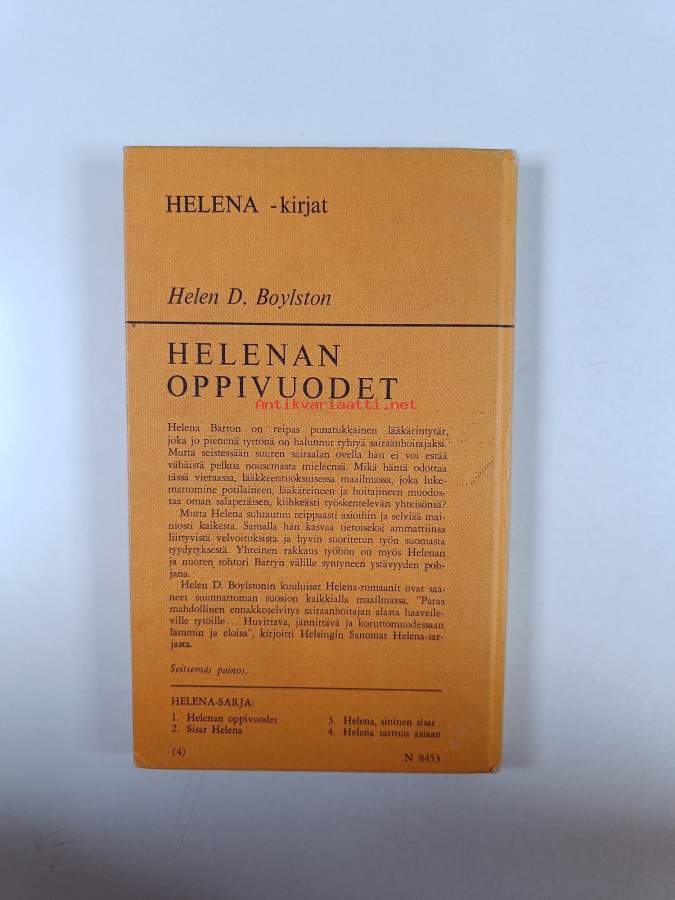 HELENA -kirjat
Helen D. Boylston
HELENAN
OPPIVUODET
Antikvariaatti.net
Helena Barton on reipas punatukkainen lääkärintytär,
joka jo pienenä tyttönä on halunnut ryhtyä sairaanhoitajaksi.
Mutta seistessään suuren sairaalan ovella hän ei voi estää
vähäistä pelkoa nousemasta mieleensä. Mikä häntä odottaa
tässä vieraassa, lääkkeentuoksuisessa maailmassa, joka luke-
mattomine potilaineen, lääkäreineen ja hoitajineen muodos-
taa oman salaperäisen, kiihkeästi työskentelevän yhteisönsä?
Mutta Helena suhtautuu reippaasti asioihin ja selviää mai-
niosti kaikesta. Samalla hän kasvaa tietoiseksi ammattiinsa
liittyvistä velvoituksista ja hyvin suoritetun työn suomasta
tyydytyksestä. Yhteinen rakkaus työhön on myös Helenan
ja nuoren tohtori Barryn välille syntyneen ystävyyden poh-
jana.
Helen D. Boylstonin kuuluisat Helena-romaanit ovat saa-
neet suunnattoman suosion kaikkialla maailmassa. "Paras
mahdollinen ennakkoselvitys sairaanhoitajan alasta haaveile-
ville tytöille... Huvittava, jännittävä ja koruttomuudessaan
lämmin ja eloisa", kirjoitti Helsingin Sanomat Helena-sar-
jasta.
Seitsemäs painos.
HELENA-SARJA:
1. Helenan oppivuodet
2. Sisar Helena
3. Helena, sininen sisar
4. Helena tarttuu asiaan
(4)
N 8453